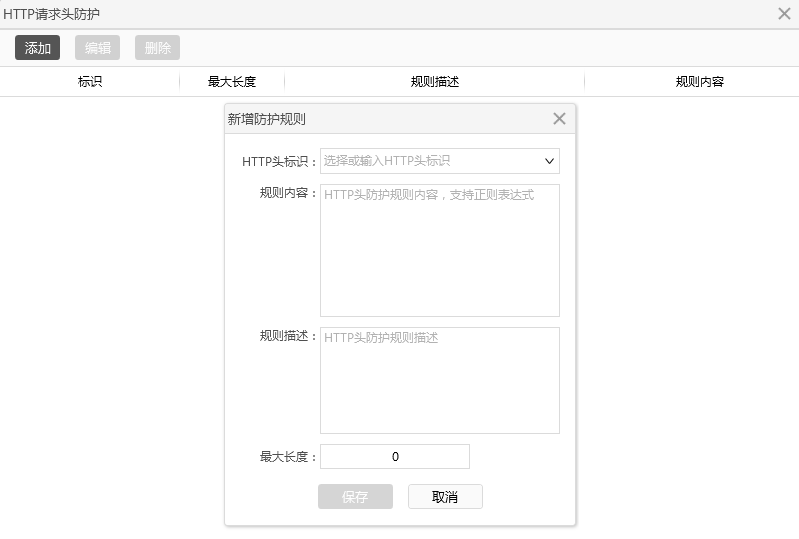 HTTP请求头防护
添加 编辑 删除
标识 最大长度 规则描述 规则内容
新增防护规则
HTTP头标识： 选择或输入HTTP头标识
规则内容： HTTP头防护规则内容，支持正则表达式
规则描述： HTTP头防护规则描述
最大长度： 0
保存 取消